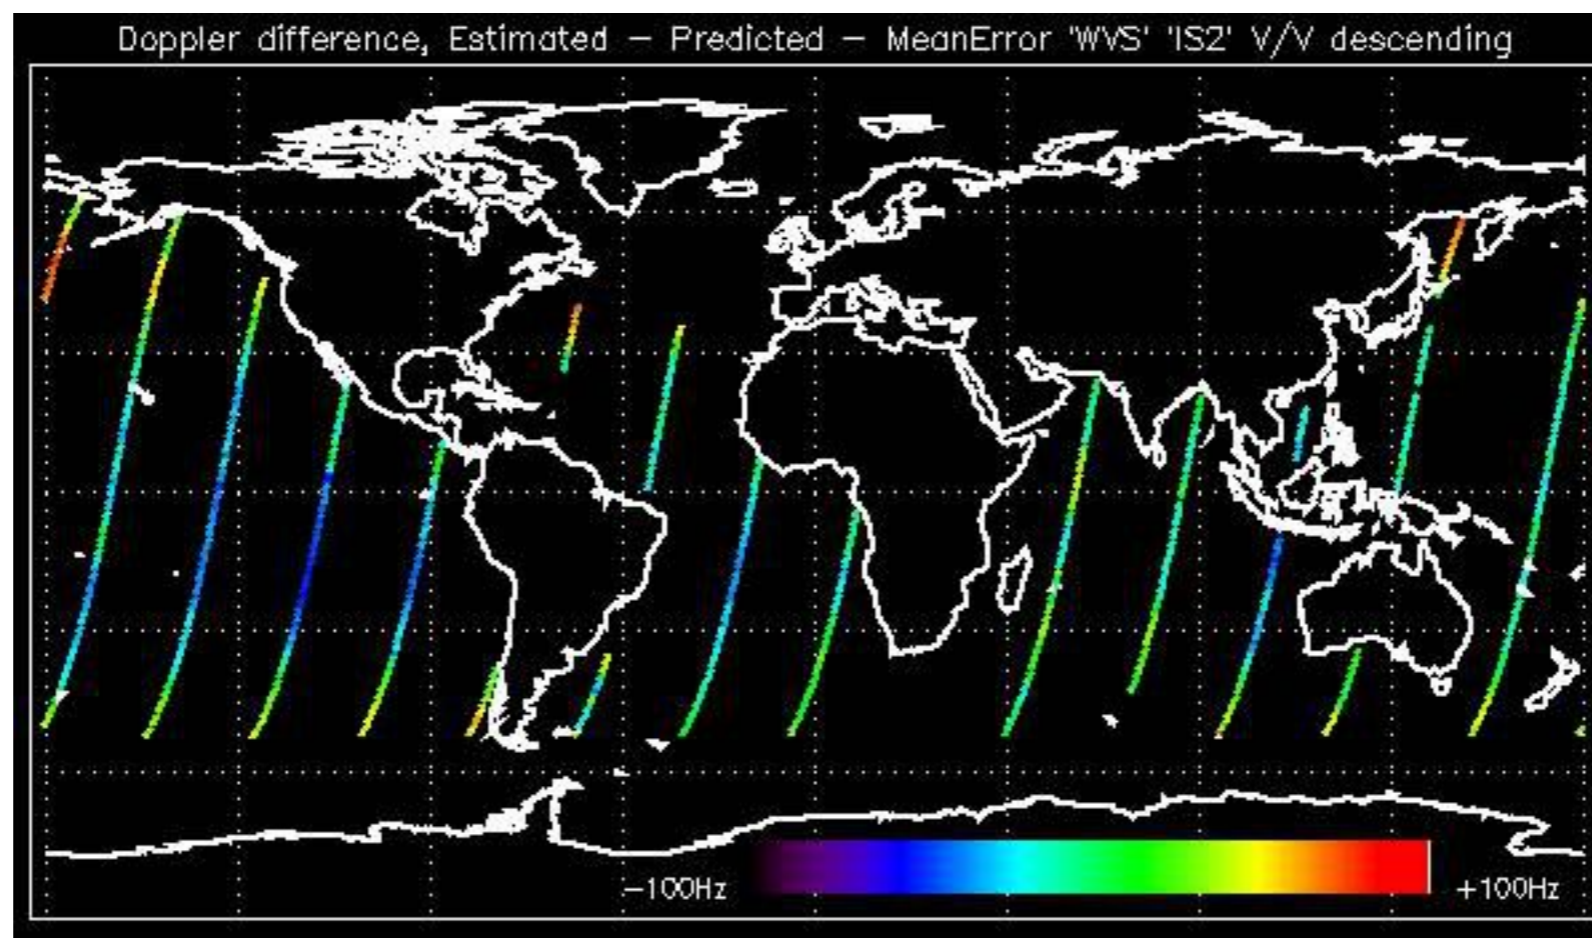 Doppler difference, Estimated – Predicted – MeanError 'WVS' 'IS2' V/V descending
–100Hz
+100Hz